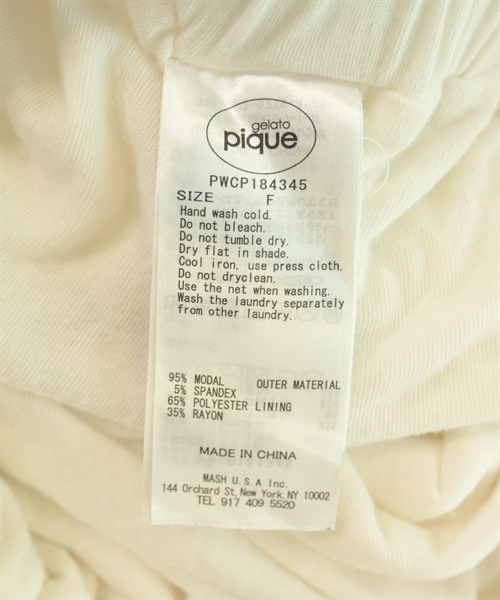 gelato
pique
PWCP184345
SIZE F
Hand wash cold.
Do not bleach.
Do not tumble dry.
Dry flat in shade.
Cool iron, use press cloth.
Do not dryclean.
Use the net when washing.
Wash the laundry separately
from other laundry.
95% MODAL OUTER MATERIAL
5% SPANDEX
65% POLYESTER LINING
35% RAYON
MADE IN CHINA
MASH U.S.A Inc.
144 Orchard St, New York, NY 10002
TEL 917 409 5520